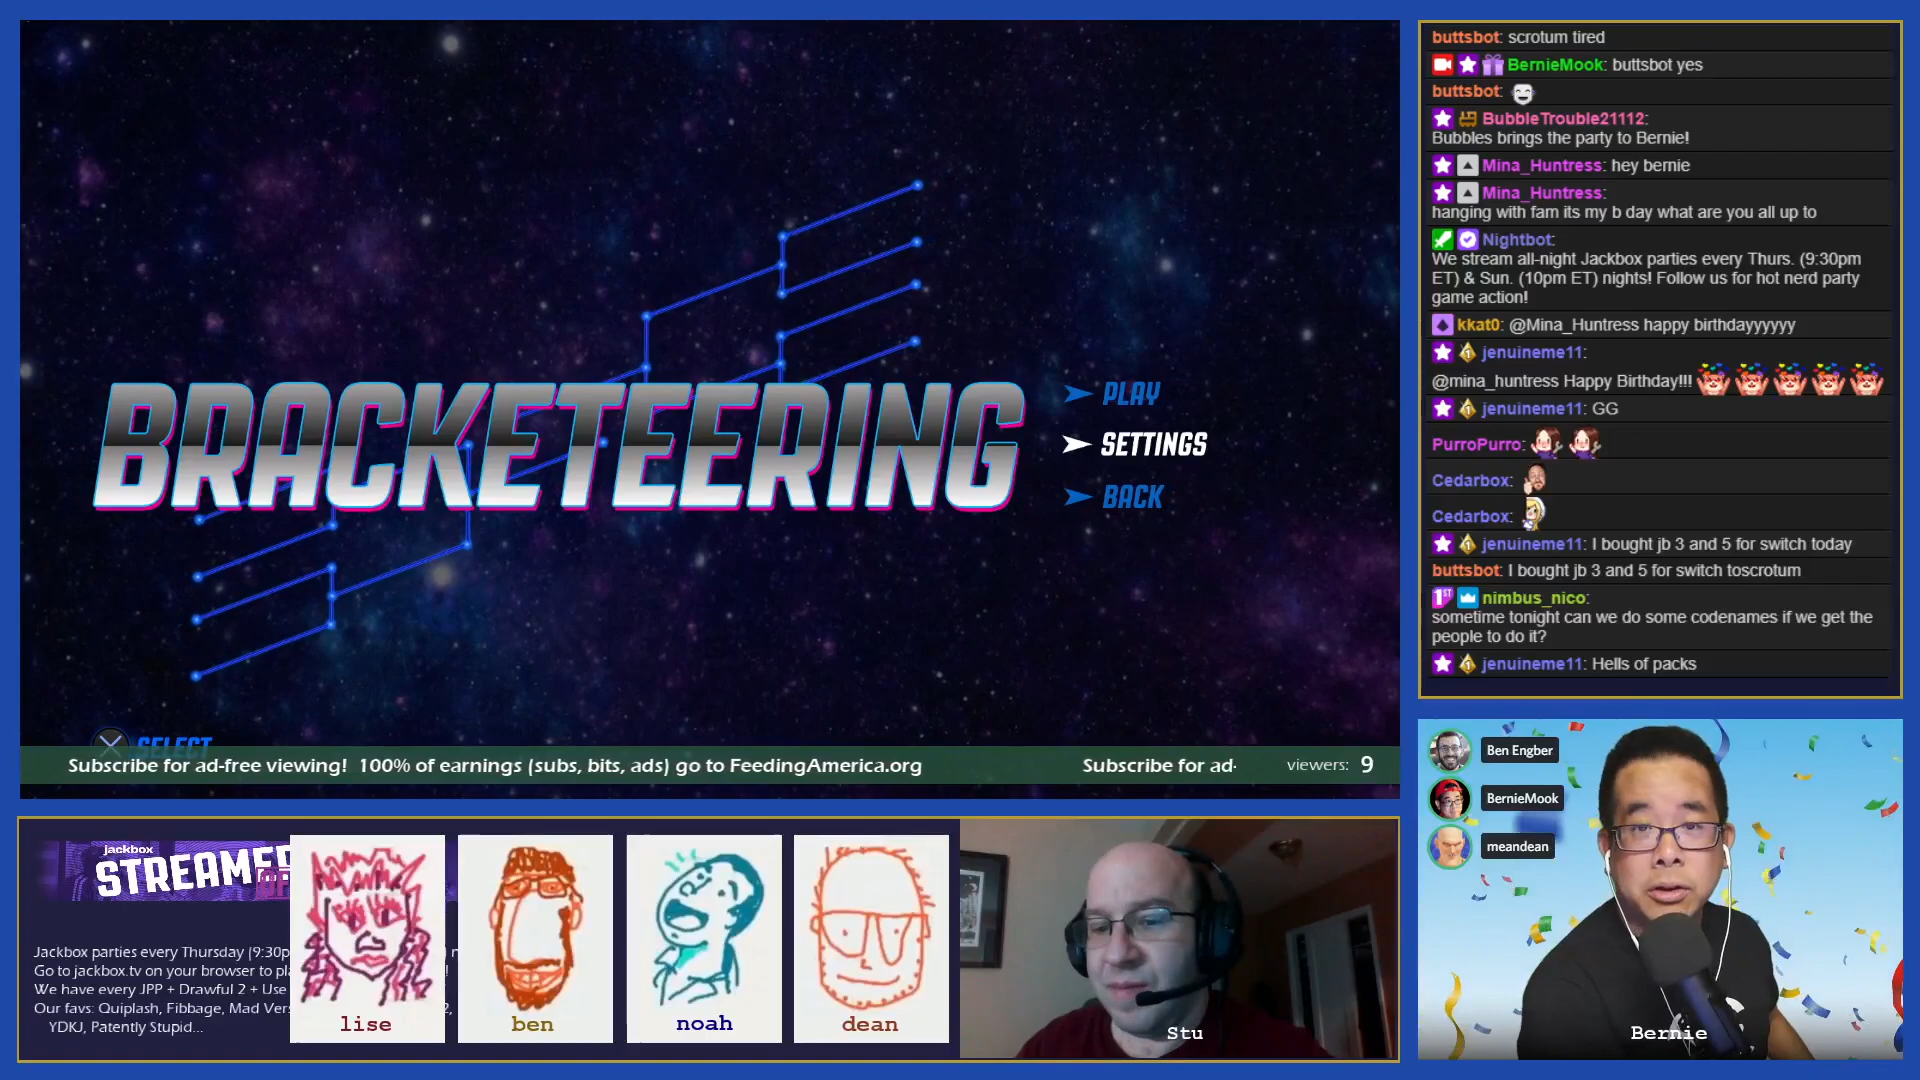 BRACKETEERING
PLAY
SETTINGS
BACK
SELECT
Subscribe for ad-free viewing! 100% of earnings (subs, bits, ads) go to FeedingAmerica.org
Subscribe for ad-
viewers: 9
buttsbot: scrotum tired
BernieMook: buttsbot yes
buttsbot:
BubbleTrouble21112:
Bubbles brings the party to Bernie!
Mina_Huntress: hey bernie
Mina_Huntress:
hanging with fam its my b day what are you all up to
Nightbot:
We stream all-night Jackbox parties every Thurs. (9:30pm
ET) & Sun. (10pm ET) nights! Follow us for hot nerd party
game action!
kkat0: @Mina_Huntress happy birthdayyyyyy
jenuineme11:
@mina_huntress Happy Birthday!!!
jenuineme11: GG
PurroPurro:
Cedarbox:
Cedarbox:
jenuineme11: I bought jb 3 and 5 for switch today
buttsbot: I bought jb 3 and 5 for switch toscrotum
1ST nimbus_nico:
sometime tonight can we do some codenames if we get the
people to do it?
jenuineme11: Hells of packs
jackbox
STREAMER
Jackbox parties every Thursday (9:30p
Go to jackbox.tv on your browser to pla
We have every JPP + Drawful 2 + Use
Our favs: Quiplash, Fibbage, Mad Vers
YDKJ, Patently Stupid...
lise
ben
noah
dean
Stu
Ben Engber
BernieMook
meandean
Bernie